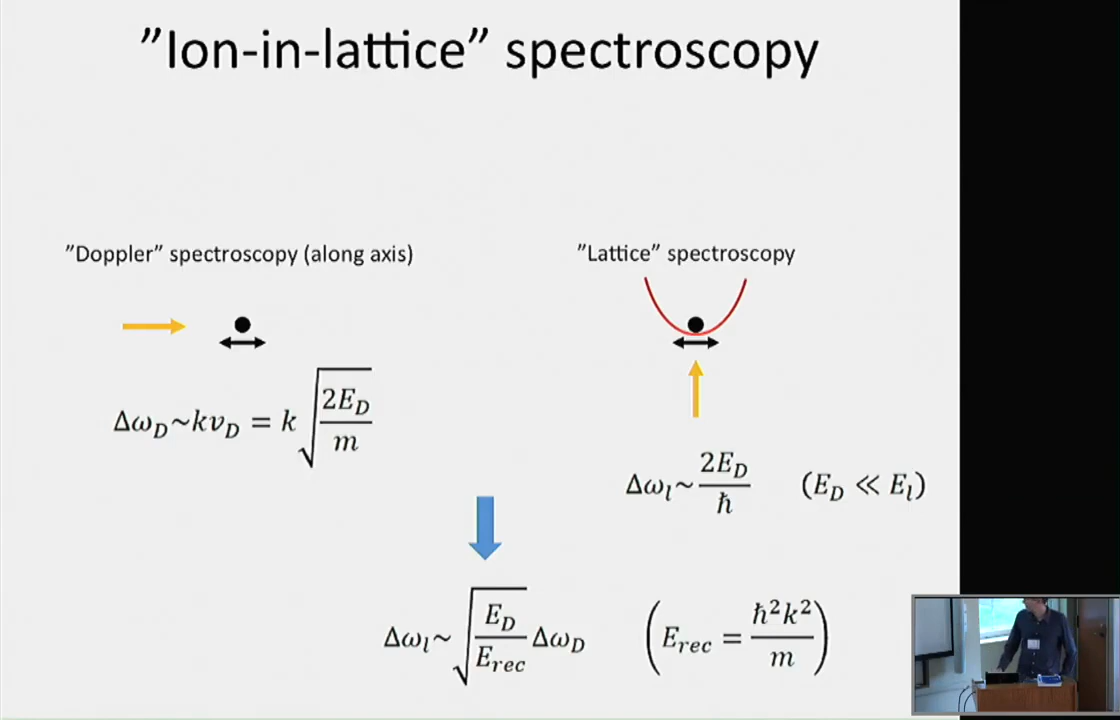 ”Ion-in-lattice” spectroscopy
”Doppler” spectroscopy (along axis)
”Lattice” spectroscopy
Δω_D~kv_D = k√(2E_D/m)
Δω_l~2E_D/ħ (E_D ≪ E_l)
Δω_l~√(E_D/E_rec) Δω_D (E_rec = ħ²k²/m)